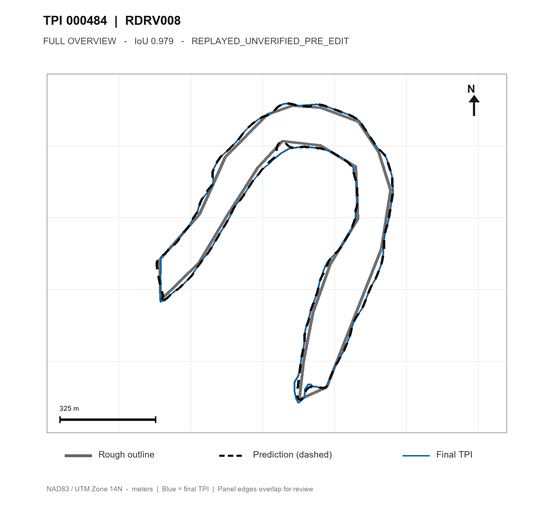 TPI 000484 | RDRV008
FULL OVERVIEW - IoU 0.979 - REPLAYED_UNVERIFIED_PRE_EDIT
N
325 m
Rough outline
Prediction (dashed)
Final TPI
NAD83 / UTM Zone 14N - meters | Blue = final TPI | Panel edges overlap for review